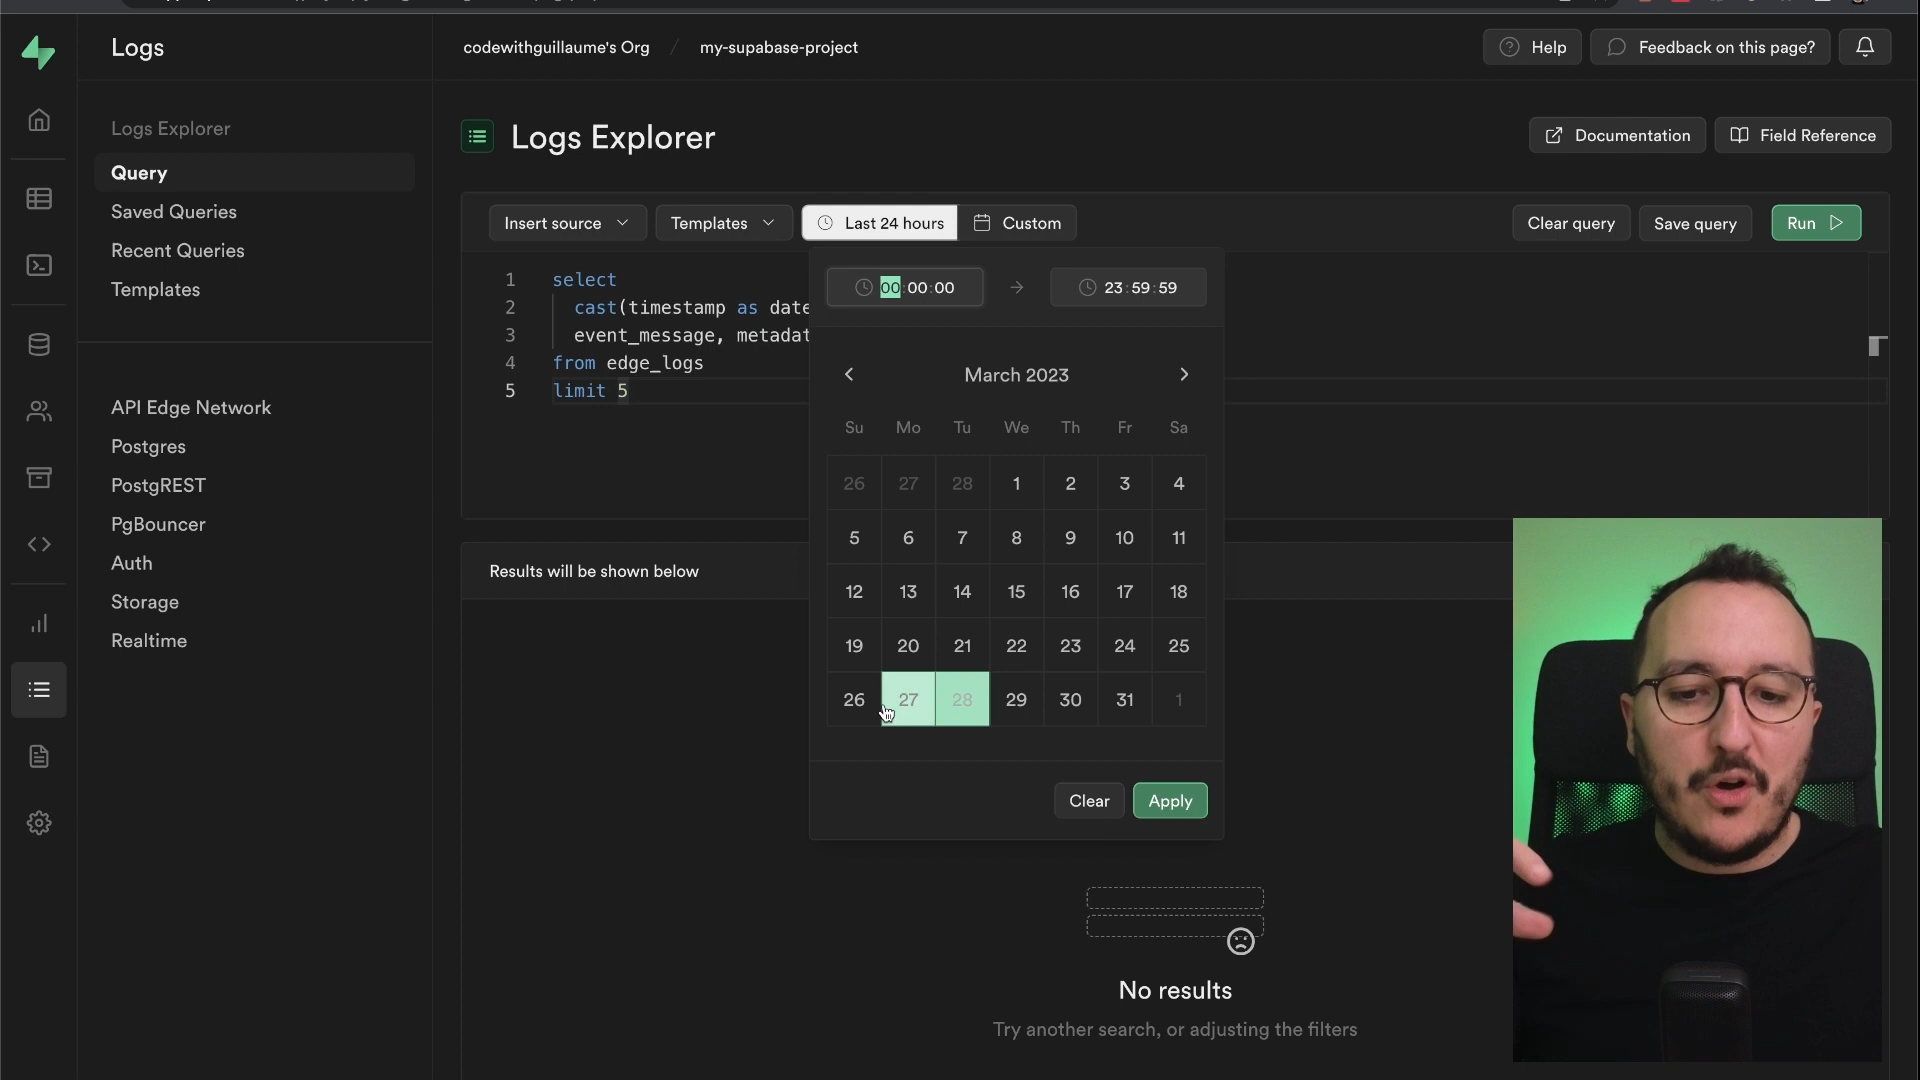 Logs
codewithguillaume's Org / my-supabase-project
Help
Feedback on this page?
Logs Explorer
Query
Saved Queries
Recent Queries
Templates
API Edge Network
Postgres
PostgREST
PgBouncer
Auth
Storage
Realtime
Logs Explorer
Documentation
Field Reference
Insert source
Templates
Last 24 hours
Custom
Clear query
Save query
Run
1 select
2 cast(timestamp as date
3 event_message, metadat
4 from edge_logs
5 limit 5
00:00:00 → 23:59:59
March 2023
Su Mo Tu We Th Fr Sa
26 27 28 1 2 3 4
5 6 7 8 9 10 11
12 13 14 15 16 17 18
19 20 21 22 23 24 25
26 27 28 29 30 31 1
Clear
Apply
Results will be shown below
No results
Try another search, or adjusting the filters